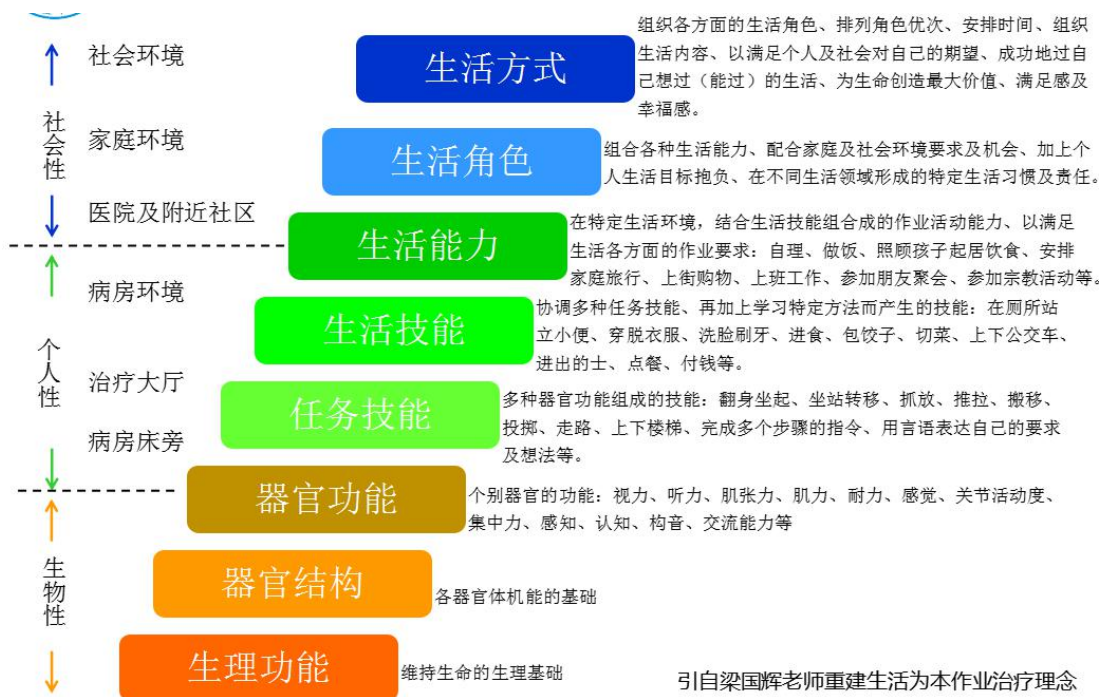 组织各方面的生活角色、排列角色优次、安排时间、组织
生活内容、以满足个人及社会对自己的期望、成功地过自
己想过（能过）的生活、为生命创造最大价值、满足感及
幸福感。
社会环境
生活方式
社会性
家庭环境
生活角色
组合各种生活能力、配合家庭及社会环境要求及机会、加上个
人生活目标抱负、在不同生活领域形成的特定生活习惯及责任。
医院及附近社区
生活能力
在特定生活环境，结合生活技能组合成的作业活动能力、以满足
生活各方面的作业要求：自理、做饭、照顾孩子起居饮食、安排
家庭旅行、上街购物、上班工作、参加朋友聚会、参加宗教活动等。
病房环境
生活技能
协调多种任务技能、再加上学习特定方法而产生的技能：在厕所站
立小便、穿脱衣服、洗脸刷牙、进食、包饺子、切菜、上下公交车、
进出的士、点餐、付钱等。
个人性
治疗大厅
任务技能
多种器官功能组成的技能：翻身坐起、坐站转移、抓放、推拉、搬移、
投掷、走路、上下楼梯、完成多个步骤的指令、用言语表达自己的要求
及想法等。
病房床旁
器官功能
个别器官的功能：视力、听力、肌张力、肌力、耐力、感觉、关节活动度、
集中力、感知、认知、构音、交流能力等
生物性
器官结构
各器官体机能的基础
生理功能
维持生命的生理基础
引自梁国辉老师重建生活为本作业治疗理念